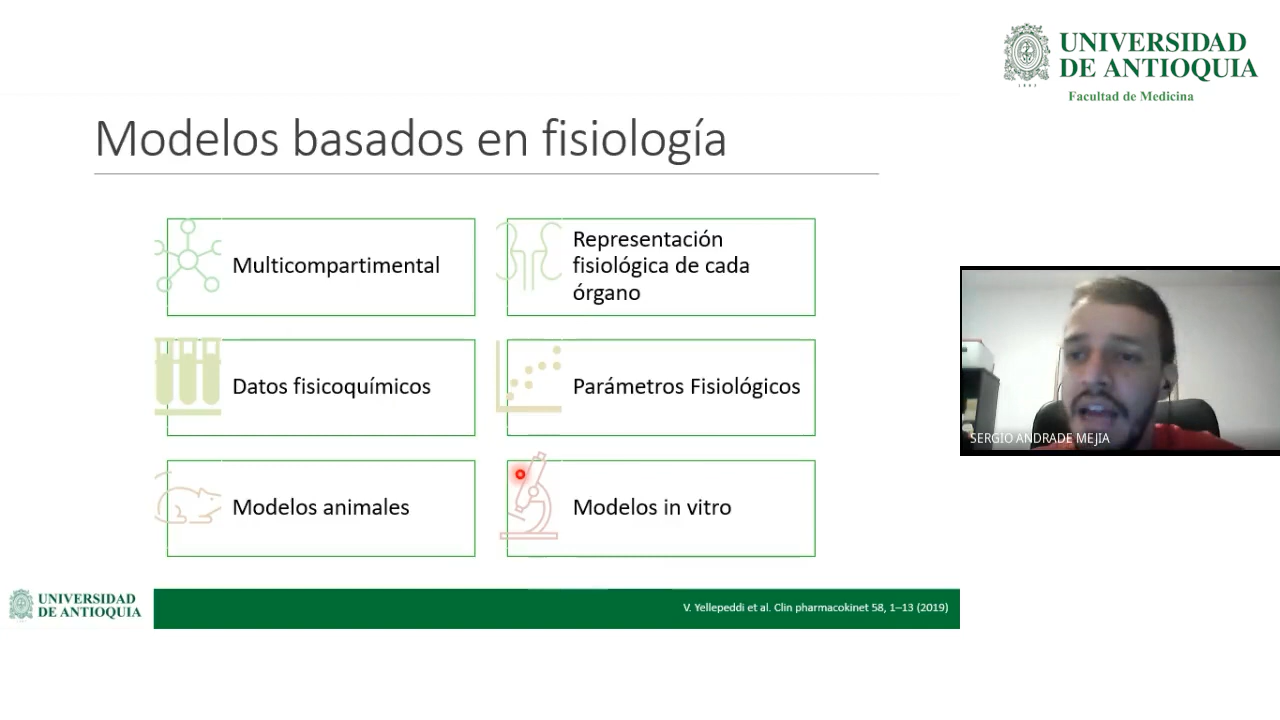 UNIVERSIDAD
DE ANTIOQUIA
Facultad de Medicina
Modelos basados en fisiología
Multicompartimental
Representación
fisiológica de cada
órgano
Datos fisicoquímicos
Parámetros Fisiológicos
Modelos animales
Modelos in vitro
SERGIO ANDRADE MEJIA
UNIVERSIDAD
DE ANTIOQUIA
V. Yellepeddi et al. Clin pharmacokinet 58, 1–13 (2019)